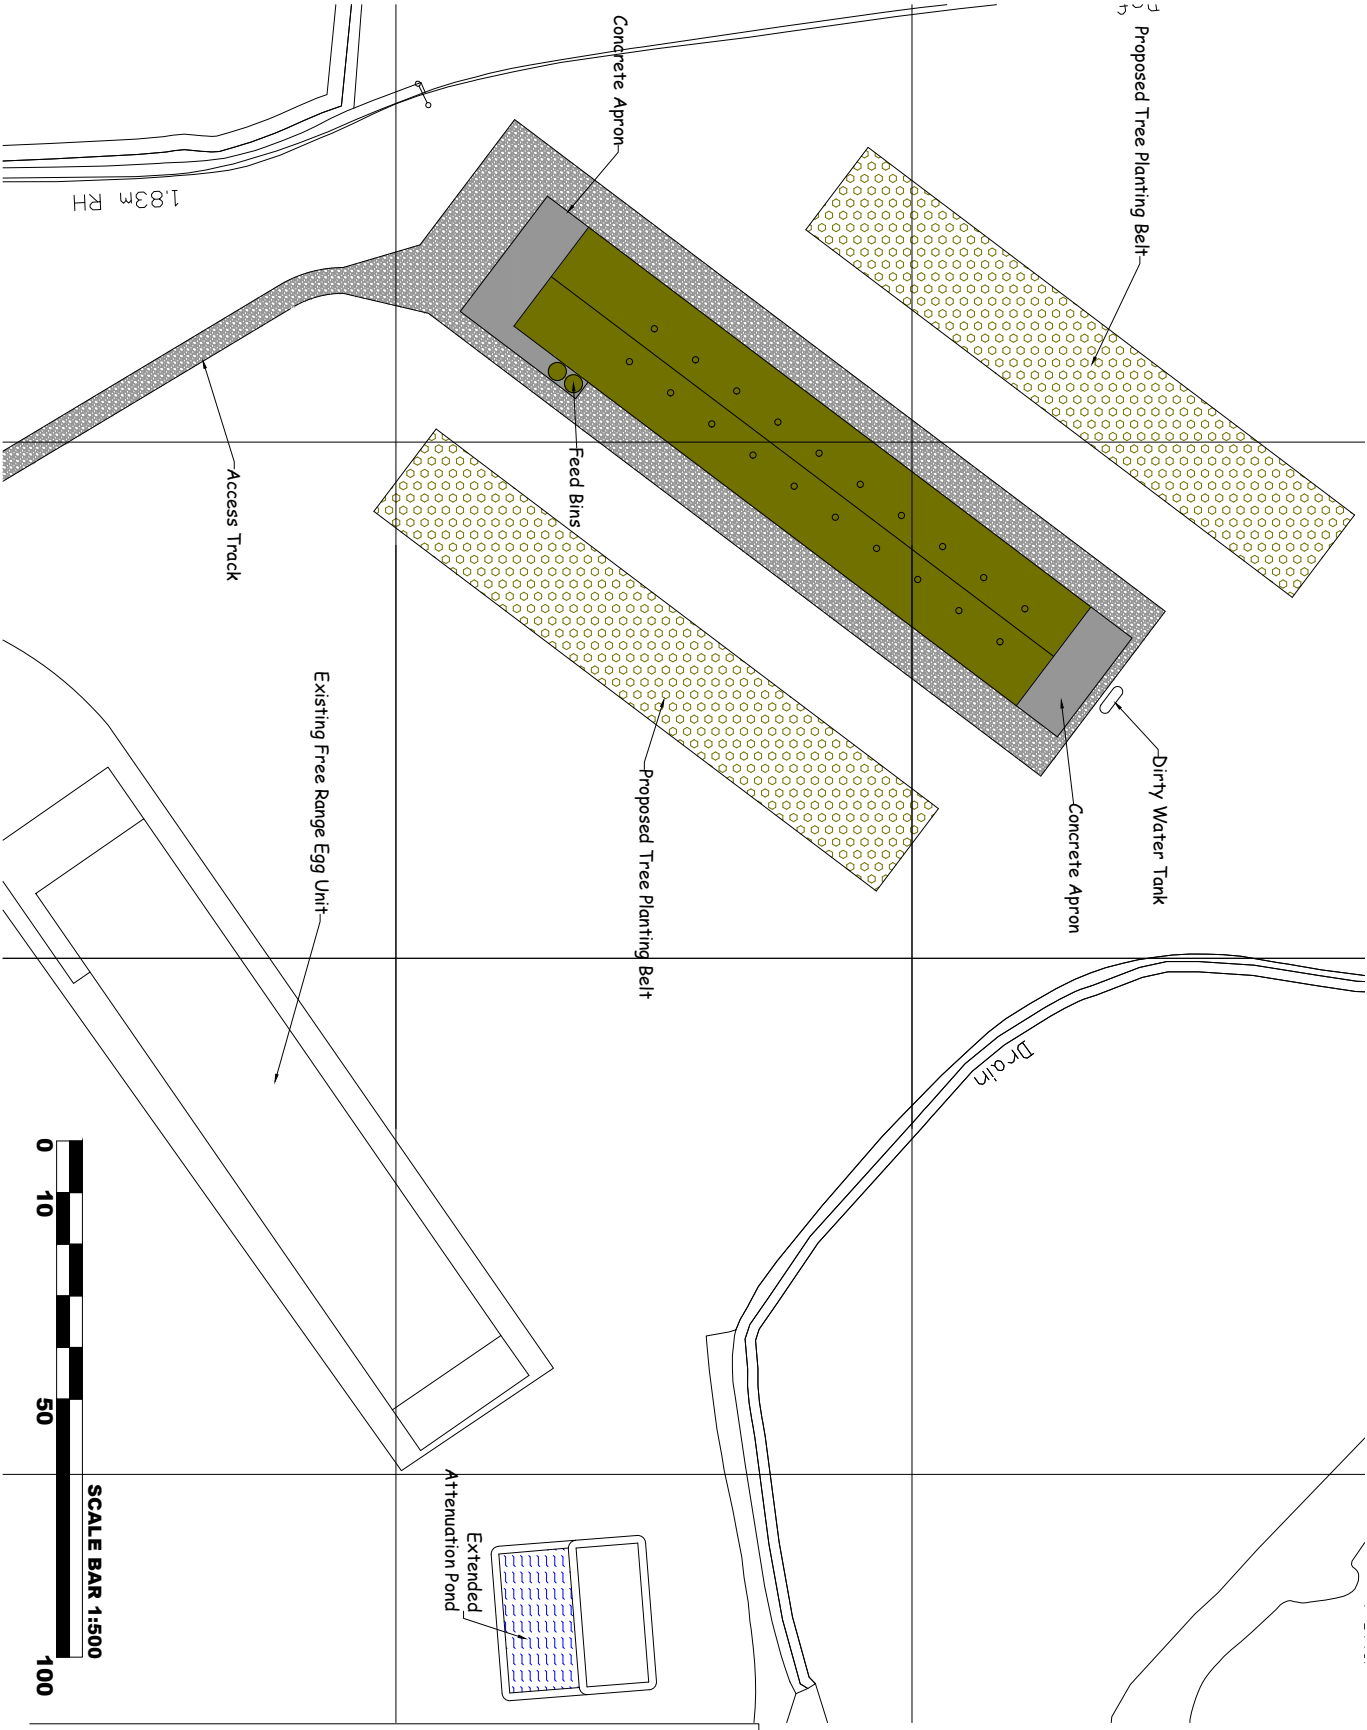 Proposed Tree Planting Belt
Concrete Apron
1.83m RH
Feed Bins
Access Track
Dirty Water Tank
Concrete Apron
Proposed Tree Planting Belt
Existing Free Range Egg Unit
Drain
Extended
Attenuation Pond
0 10 50 100
SCALE BAR 1:500